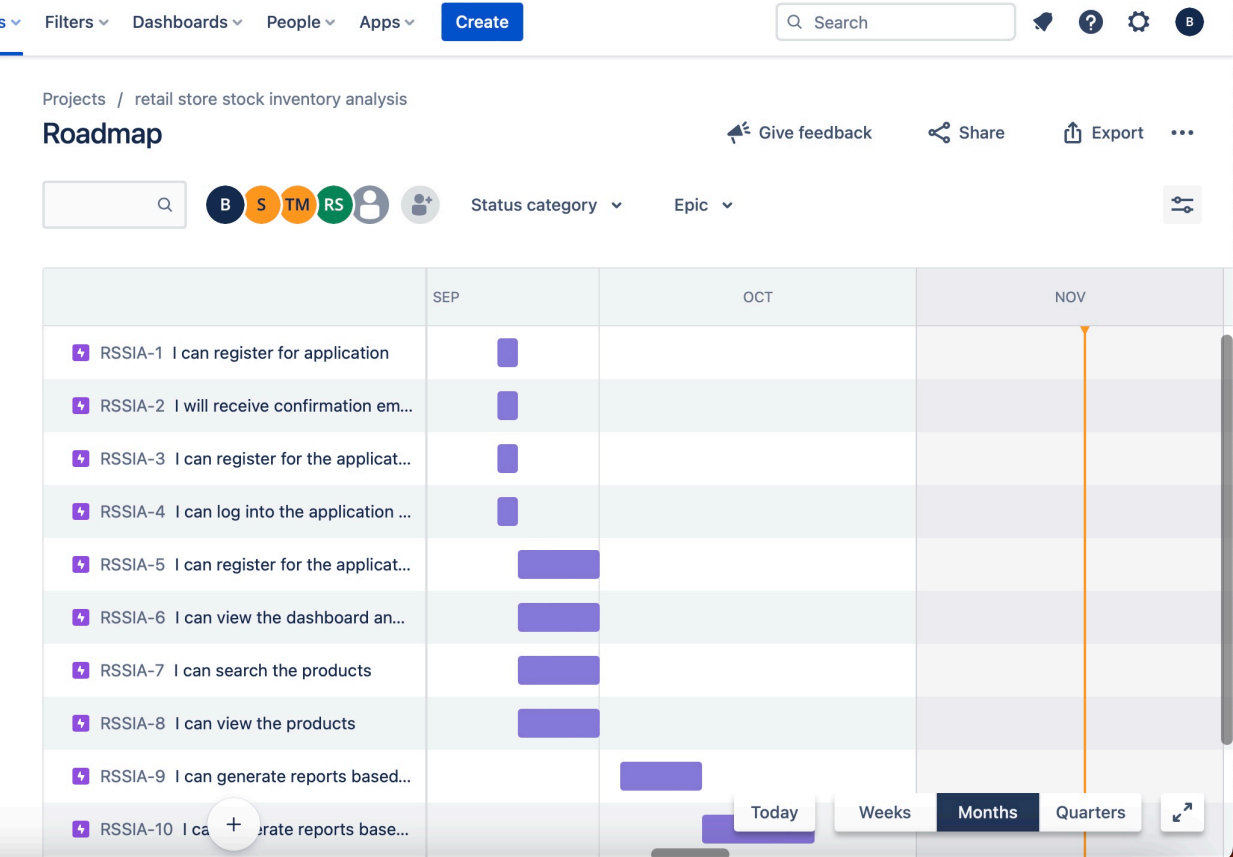 s Filters Dashboards People Apps Create Search B
Projects / retail store stock inventory analysis
Roadmap Give feedback Share Export
B S TM RS Status category Epic
SEP OCT NOV
RSSIA-1 I can register for application
RSSIA-2 I will receive confirmation em...
RSSIA-3 I can register for the applicat...
RSSIA-4 I can log into the application ...
RSSIA-5 I can register for the applicat...
RSSIA-6 I can view the dashboard an...
RSSIA-7 I can search the products
RSSIA-8 I can view the products
RSSIA-9 I can generate reports based...
RSSIA-10 I ca erate reports base...
Today Weeks Months Quarters